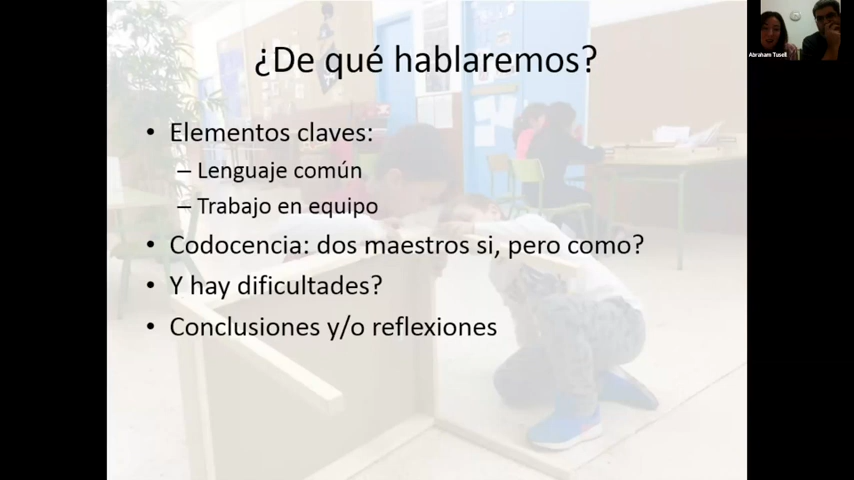 ¿De qué hablaremos?
• Elementos claves:
– Lenguaje común
– Trabajo en equipo
• Codocencia: dos maestros si, pero como?
• Y hay dificultades?
• Conclusiones y/o reflexiones
Abraham Tusell